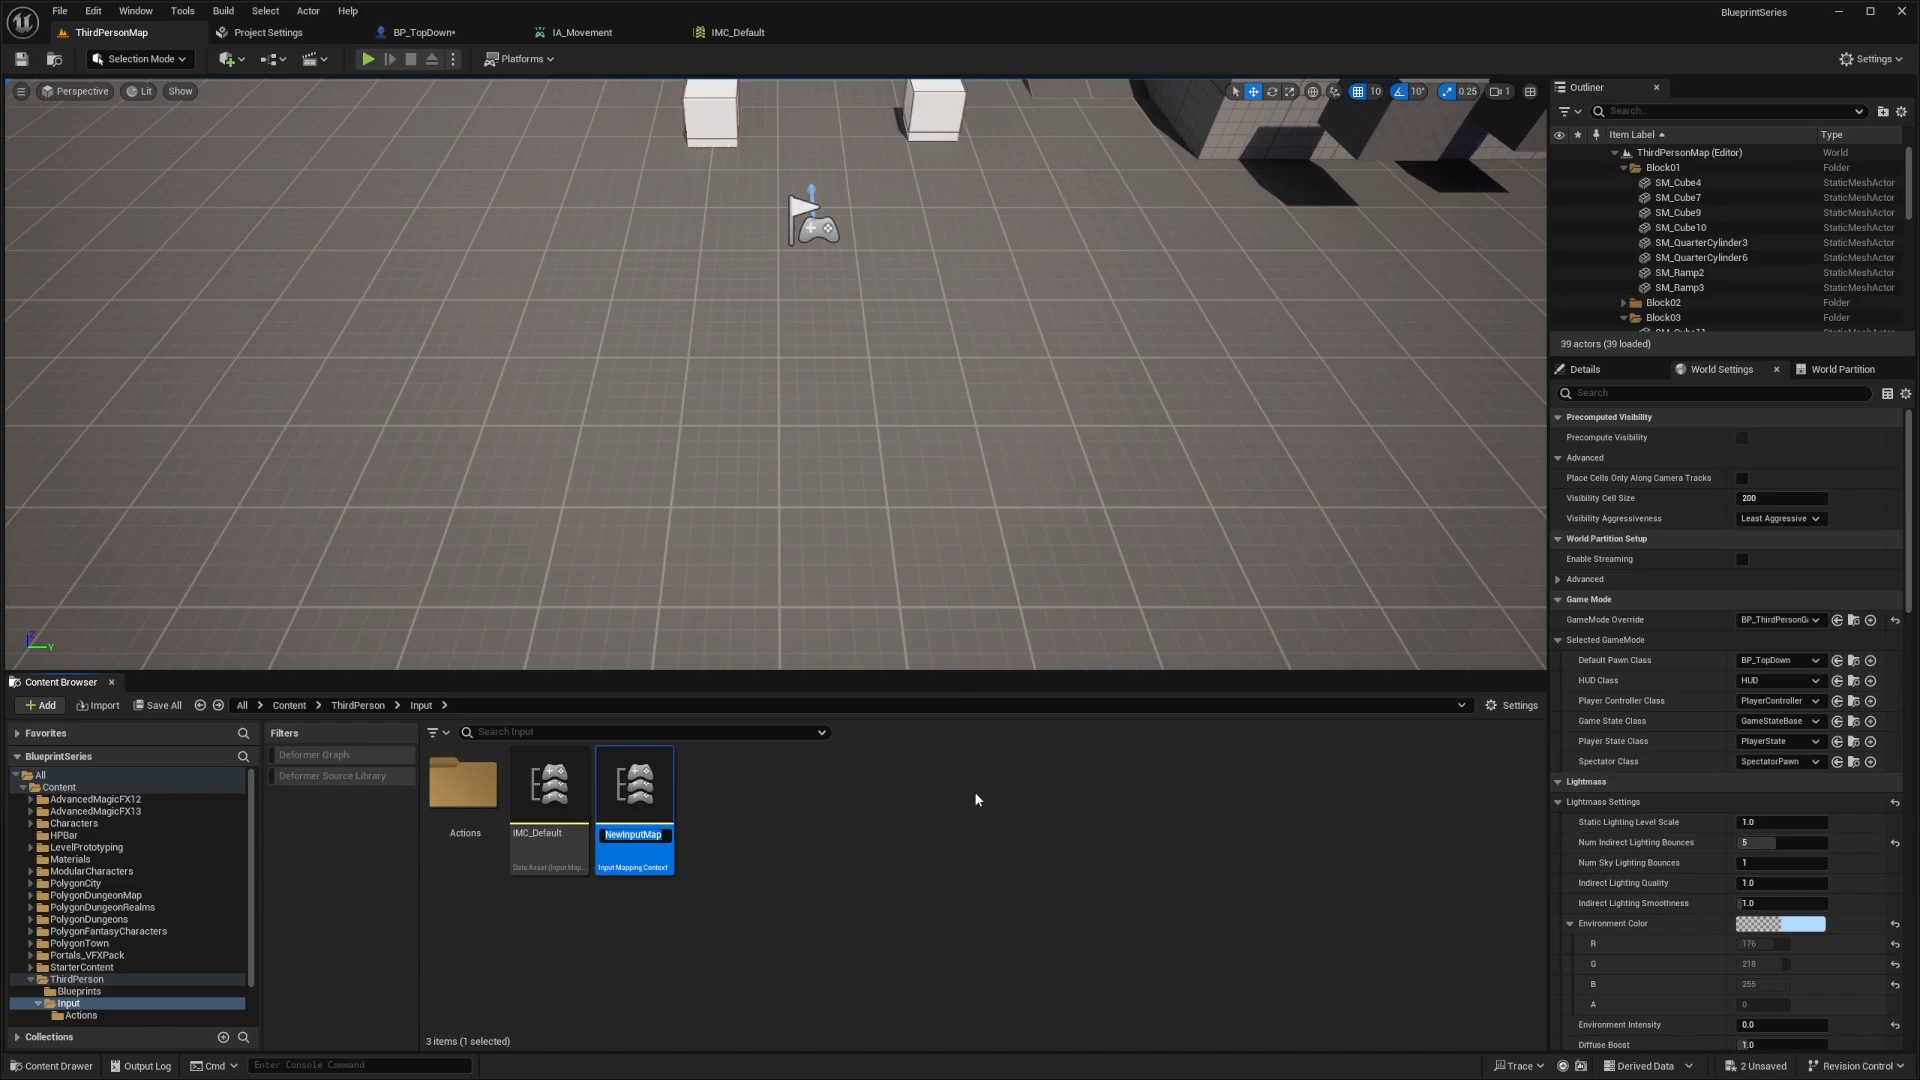 File Edit Window Tools Build Select Actor Help
BlueprintSeries
ThirdPersonMap
Project Settings
BP_TopDown*
IA_Movement
IMC_Default
Selection Mode
Platforms
Settings
Perspective
Lit
Show
10
10°
0.25
1
Outliner
Search...
Item Label
Type
ThirdPersonMap (Editor) World
Block01 Folder
SM_Cube4 StaticMeshActor
SM_Cube7 StaticMeshActor
SM_Cube9 StaticMeshActor
SM_Cube10 StaticMeshActor
SM_QuarterCylinder3 StaticMeshActor
SM_QuarterCylinder6 StaticMeshActor
SM_Ramp2 StaticMeshActor
SM_Ramp3 StaticMeshActor
Block02 Folder
Block03 Folder
39 actors (39 loaded)
Details
World Settings
World Partition
Search
Precomputed Visibility
Precompute Visibility
Advanced
Place Cells Only Along Camera Tracks
Visibility Cell Size 200
Visibility Aggressiveness Least Aggressive
World Partition Setup
Enable Streaming
Advanced
Game Mode
GameMode Override BP_ThirdPersonG
Selected GameMode
Default Pawn Class BP_TopDown
HUD Class HUD
Player Controller Class PlayerController
Game State Class GameStateBase
Player State Class PlayerState
Spectator Class SpectatorPawn
Lightmass
Lightmass Settings
Static Lighting Level Scale 1.0
Num Indirect Lighting Bounces 5
Num Sky Lighting Bounces 1
Indirect Lighting Quality 1.0
Indirect Lighting Smoothness 1.0
Environment Color
R 176
G 218
B 255
A 0
Environment Intensity 0.0
Diffuse Boost 1.0
Z
Y
Content Browser
Add
Import
Save All
All > Content > ThirdPerson > Input >
Settings
Favorites
BlueprintSeries
All
Content
AdvancedMagicFX12
AdvancedMagicFX13
Characters
HPBar
LevelPrototyping
Materials
ModularCharacters
PolygonCity
PolygonDungeonMap
PolygonDungeonRealms
PolygonDungeons
PolygonFantasyCharacters
PolygonTown
Portals_VFXPack
StarterContent
ThirdPerson
Blueprints
Input
Actions
Collections
Filters
Deformer Graph
Deformer Source Library
Search Input
Actions
IMC_Default
Data Asset (Input Map...
NewInputMap
Input Mapping Context
3 items (1 selected)
Content Drawer
Output Log
Cmd
Enter Console Command
Trace
Derived Data
2 Unsaved
Revision Control